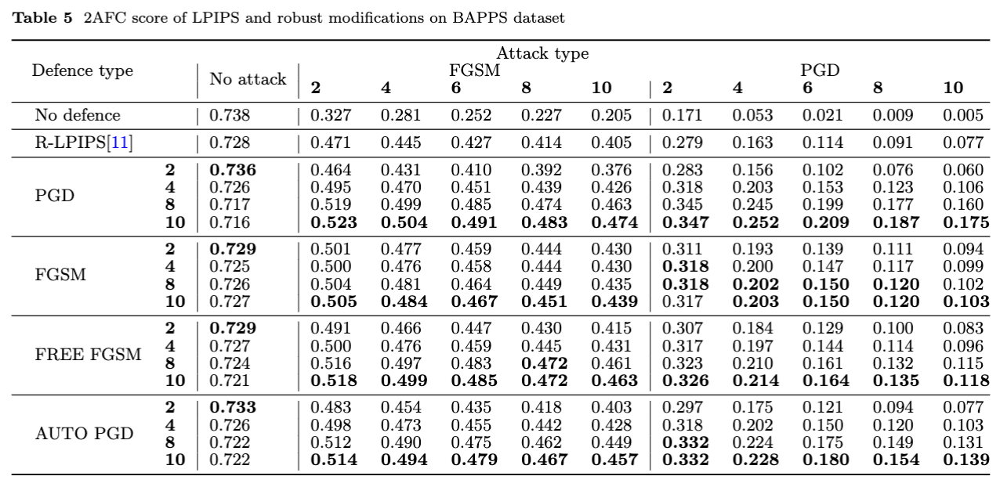 Table 5 2AFC score of LPIPS and robust modifications on BAPPS dataset
Attack type
Defence type No attack FGSM PGD
2 4 6 8 10 2 4 6 8 10
No defence 0.738 0.327 0.281 0.252 0.227 0.205 0.171 0.053 0.021 0.009 0.005
R-LPIPS[11] 0.728 0.471 0.445 0.427 0.414 0.405 0.279 0.163 0.114 0.091 0.077
PGD
2 0.736 0.464 0.431 0.410 0.392 0.376 0.283 0.156 0.102 0.076 0.060
4 0.726 0.495 0.470 0.451 0.439 0.426 0.318 0.203 0.153 0.123 0.106
8 0.717 0.519 0.499 0.485 0.474 0.463 0.345 0.245 0.199 0.177 0.160
10 0.716 0.523 0.504 0.491 0.483 0.474 0.347 0.252 0.209 0.187 0.175
FGSM
2 0.729 0.501 0.477 0.459 0.444 0.430 0.311 0.193 0.139 0.111 0.094
4 0.725 0.500 0.476 0.458 0.444 0.430 0.318 0.200 0.147 0.117 0.099
8 0.726 0.504 0.481 0.464 0.449 0.435 0.318 0.202 0.150 0.120 0.102
10 0.727 0.505 0.484 0.467 0.451 0.439 0.317 0.203 0.150 0.120 0.103
FREE FGSM
2 0.729 0.491 0.466 0.447 0.430 0.415 0.307 0.184 0.129 0.100 0.083
4 0.727 0.500 0.476 0.459 0.445 0.431 0.317 0.197 0.144 0.114 0.096
8 0.724 0.516 0.497 0.483 0.472 0.461 0.323 0.210 0.161 0.132 0.115
10 0.721 0.518 0.499 0.485 0.472 0.463 0.326 0.214 0.164 0.135 0.118
AUTO PGD
2 0.733 0.483 0.454 0.435 0.418 0.403 0.297 0.175 0.121 0.094 0.077
4 0.726 0.498 0.473 0.455 0.442 0.428 0.318 0.202 0.150 0.120 0.103
8 0.722 0.512 0.490 0.475 0.462 0.449 0.332 0.224 0.175 0.149 0.131
10 0.722 0.514 0.494 0.479 0.467 0.457 0.332 0.228 0.180 0.154 0.139